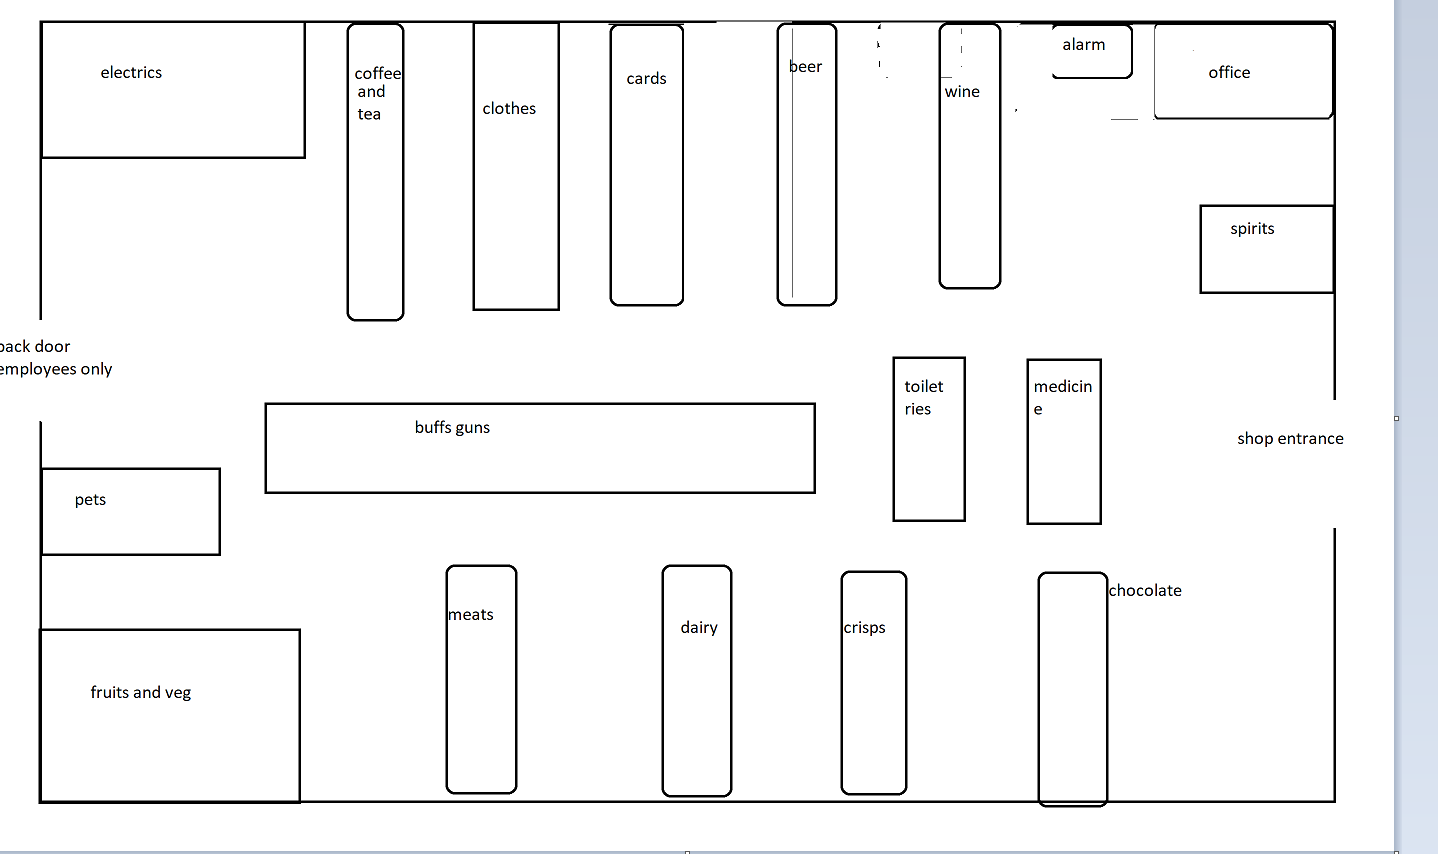 electrics
coffee
and
tea
clothes
cards
beer
wine
alarm
office
spirits
back door
employees only
buffs guns
toilet
ries
medicin
e
shop entrance
pets
meats
dairy
crisps
chocolate
fruits and veg